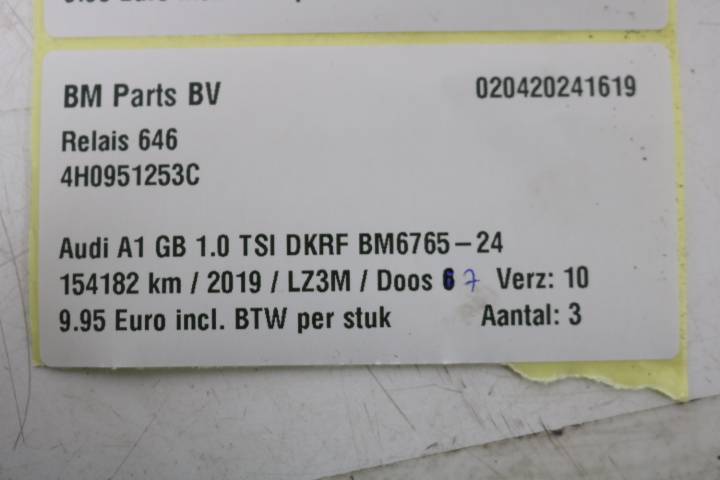 BM Parts BV 020420241619
Relais 646
4H0951253C
Audi A1 GB 1.0 TSI DKRF BM6765-24
154182 km / 2019 / LZ3M / Doos 6 7 Verz: 10
9.95 Euro incl. BTW per stuk Aantal: 3